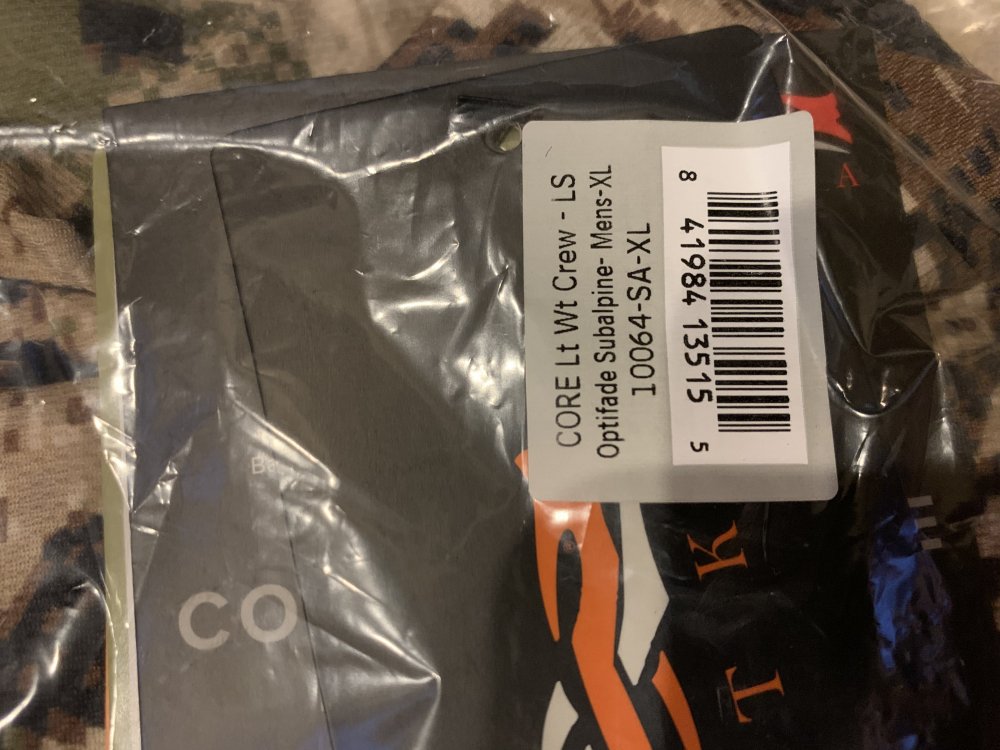 CORE Lt Wt Crew - LS
Optifade Subalpine- Mens-XL
10064-SA-XL
8 41984 13515 5
A
K
T
CO